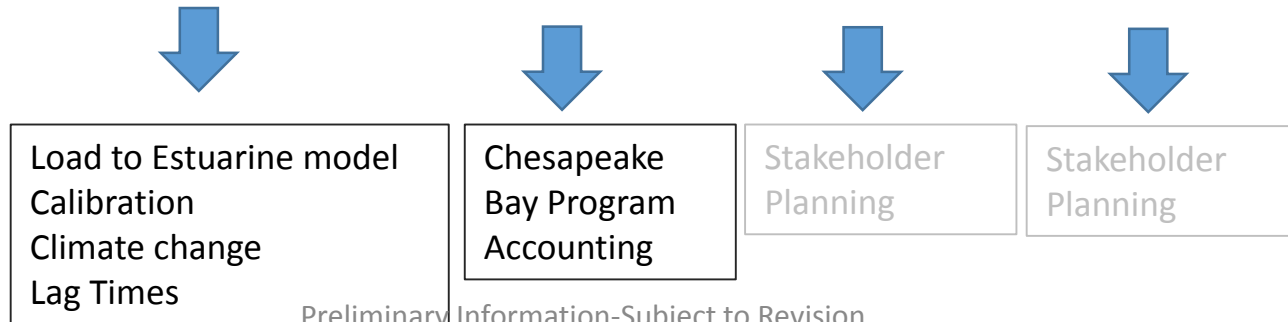 Load to Estuarine model
Calibration
Climate change
Lag Times
Chesapeake
Bay Program
Accounting
Stakeholder
Planning
Stakeholder
Planning
Preliminary Information-Subject to Revision